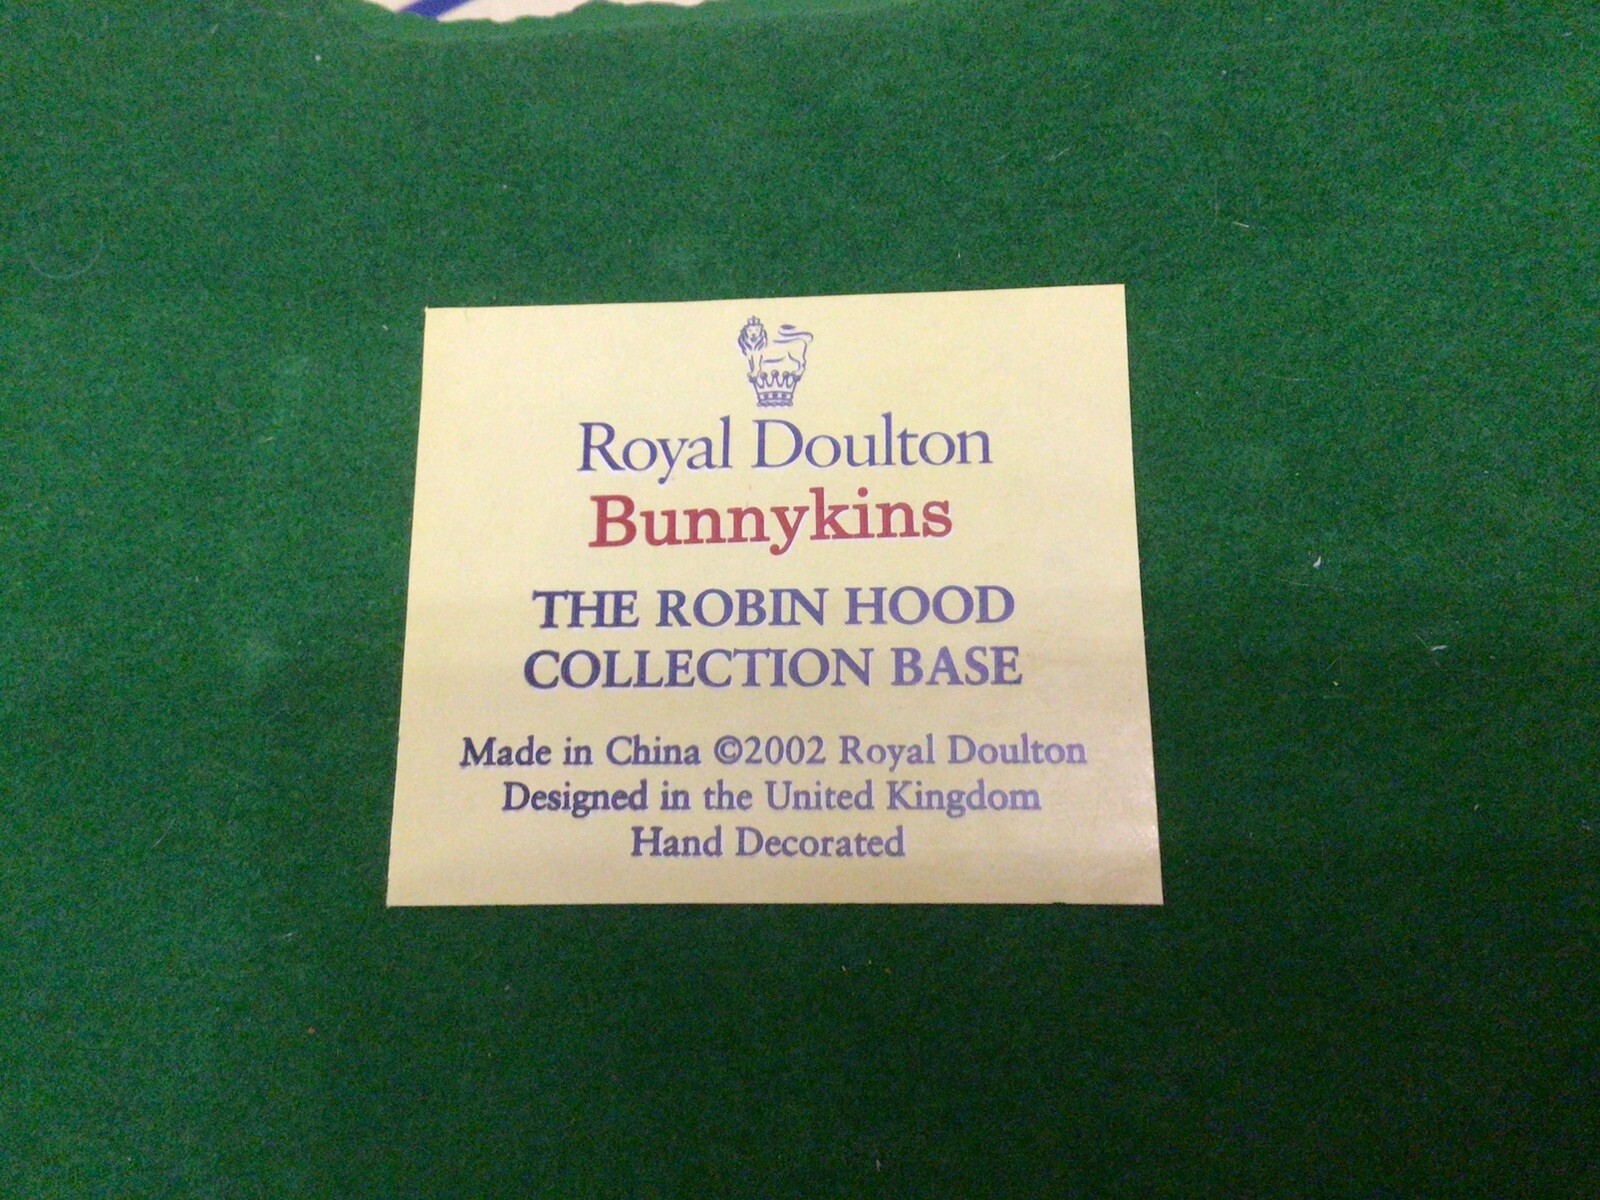 Royal Doulton
Bunnykins
THE ROBIN HOOD
COLLECTION BASE
Made in China ©2002 Royal Doulton
Designed in the United Kingdom
Hand Decorated